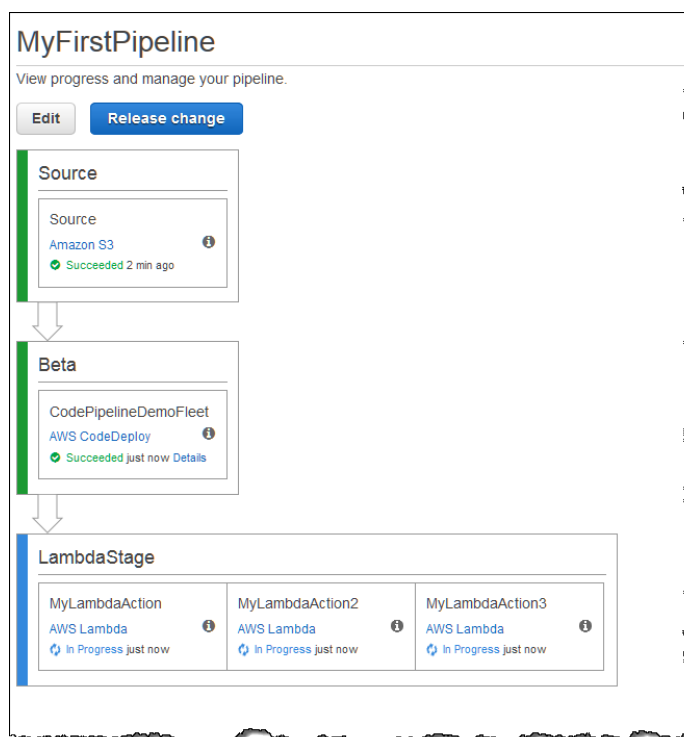 MyFirstPipeline
View progress and manage your pipeline.
Edit Release change
Source
Source
Amazon S3
Succeeded 2 min ago
Beta
CodePipelineDemoFleet
AWS CodeDeploy
Succeeded just now Details
LambdaStage
MyLambdaAction MyLambdaAction2 MyLambdaAction3
AWS Lambda AWS Lambda AWS Lambda
In Progress just now In Progress just now In Progress just now